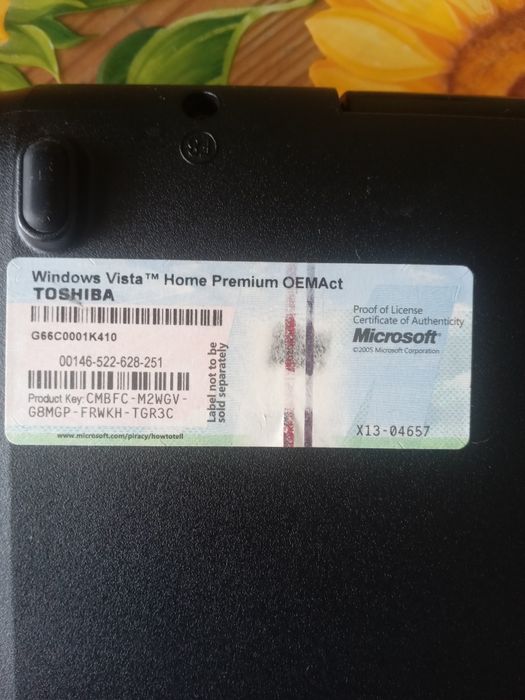 Windows Vista™ Home Premium OEMAct
TOSHIBA
G66C0001K410
00146-522-628-251
Product Key: CMBFC-M2WGV-
G8MGP-FRWKH-TGR3C
www.microsoft.com/piracy/howtotell
Label not to be
sold separately
Proof of License
Certificate of Authenticity
Microsoft®
©2005 Microsoft Corporation
X13-04657